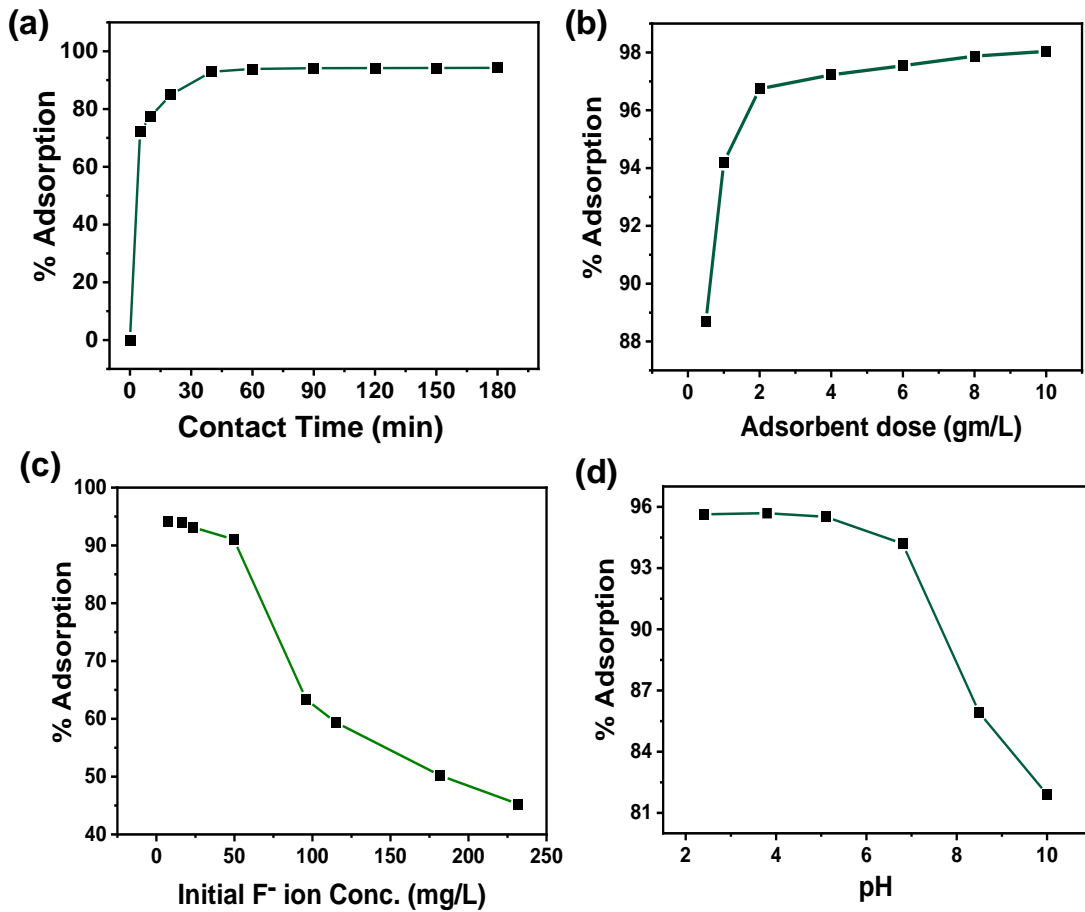 (a)
% Adsorption
100
80
60
40
20
0
0 30 60 90 120 150 180
Contact Time (min)
(b)
% Adsorption
98
96
94
92
90
88
0 2 4 6 8 10
Adsorbent dose (gm/L)
(c)
% Adsorption
100
90
80
70
60
50
40
0 50 100 150 200 250
Initial F⁻ ion Conc. (mg/L)
(d)
% Adsorption
96
93
90
87
84
81
2 4 6 8 10
pH